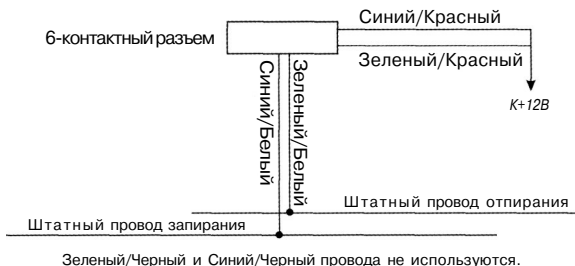 Синий/Красный
6-контактный разъем
Зеленый/Красный
К+12В
Синий/Белый
Зеленый/Белый
Штатный провод отпирания
Штатный провод запирания
Зеленый/Черный и Синий/Черный провода не используются.